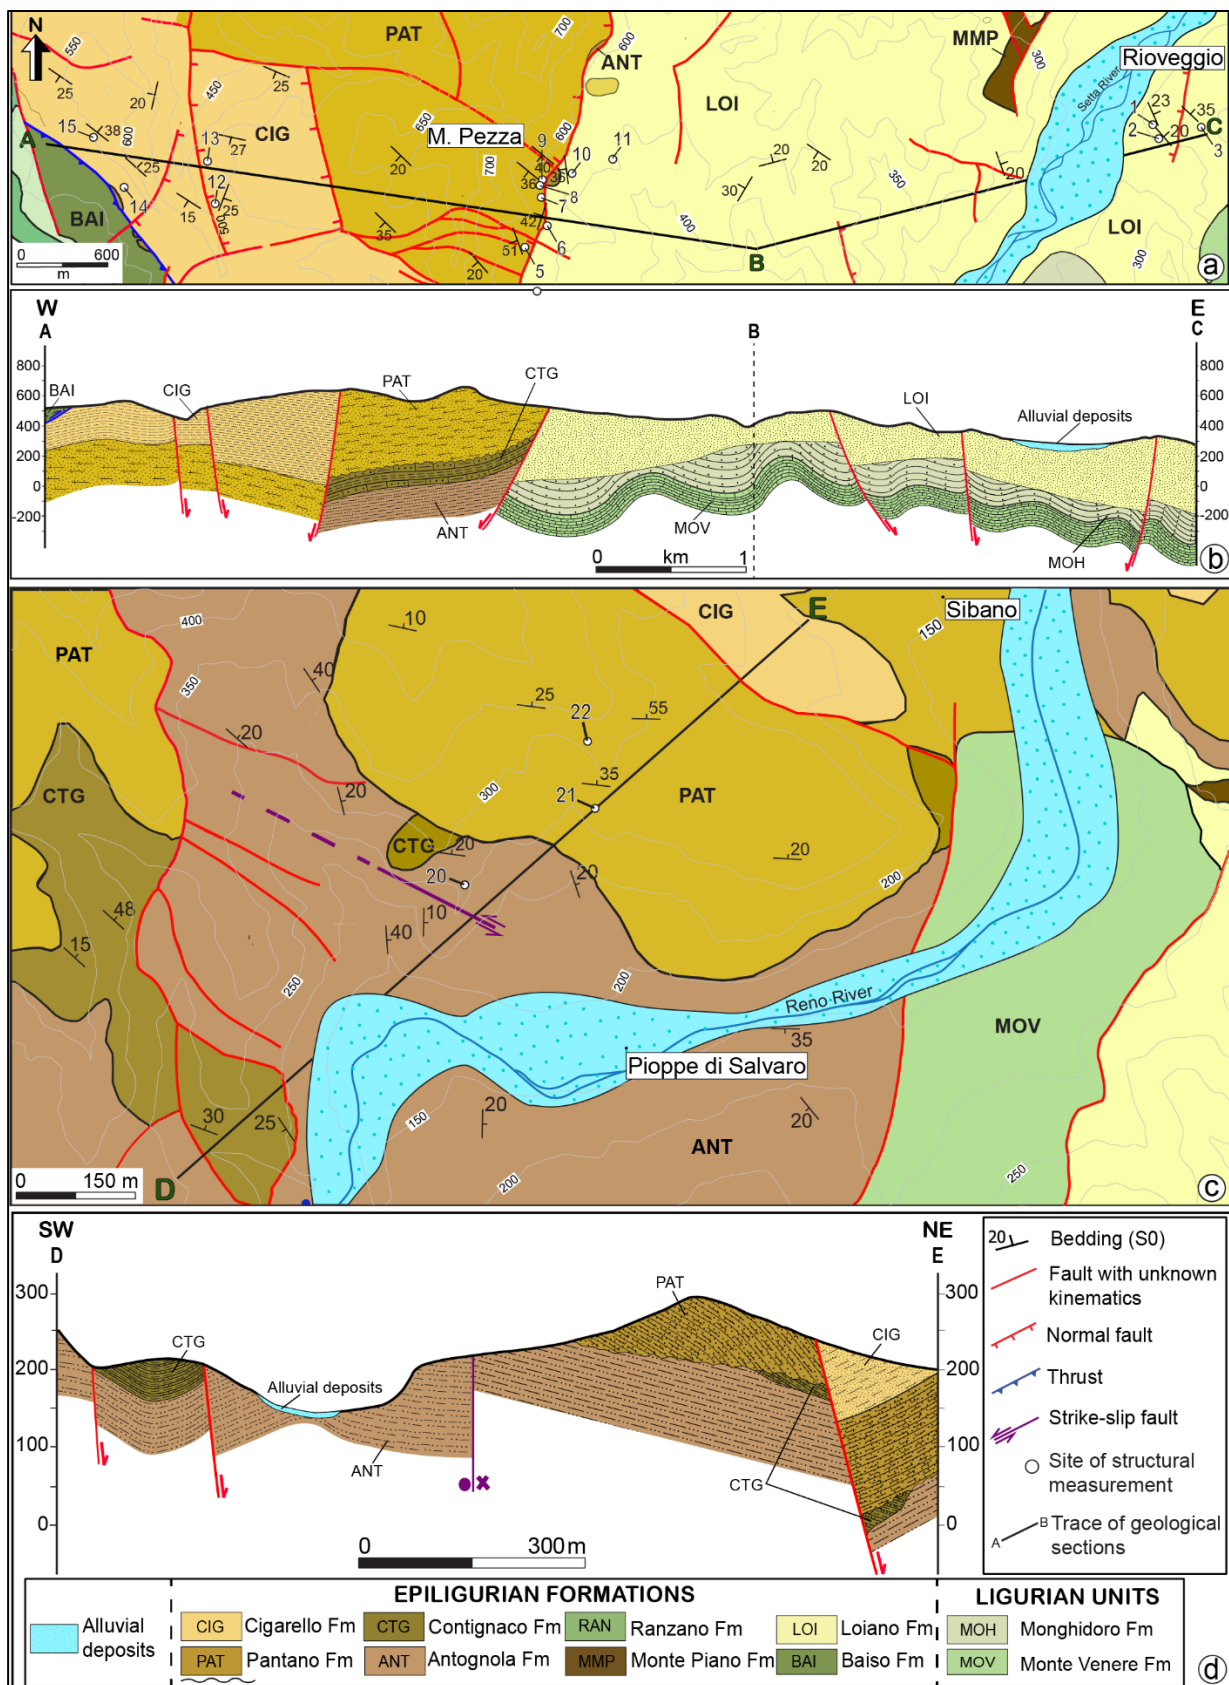 N
550
PAT
700
600
ANT
MMP
300
Rioveggio
Setta River
25
20
450
25
LOI
15
38
600
13
27
CIG
650
M. Pezza
9
600
10
11
1
23
35
C
2
20
3
A
25
12
25
500
20
700
40
36
36
8
7
20
20
30
350
20
14
15
BAI
35
42
51
6
5
20
400
B
LOI
300
0 600
m
a
W
A
B
E
C
800
600
400
200
0
-200
BAI
CIG
PAT
CTG
LOI
Alluvial deposits
ANT
MOV
MOH
0 km 1
800
600
400
200
0
-200
b
400
PAT
350
10
CIG
E
150
Sibano
40
20
25
22
55
CTG
20
300
35
21
PAT
CTG
20
20
20
20
200
48
15
10
40
250
200
Reno River
MOV
35
Pioppe di Salvaro
30
25
150
20
20
ANT
200
250
0 150 m
D
c
SW
D
NE
E
300
200
100
0
CTG
Alluvial deposits
ANT
PAT
CIG
CTG
300
200
100
0
0 300m
20 Bedding (S0)
Fault with unknown
kinematics
Normal fault
Thrust
Strike-slip fault
Site of structural
measurement
A B Trace of geological
sections
EPILIGURIAN FORMATIONS
LIGURIAN UNITS
Alluvial
deposits
CIG Cigarello Fm CTG Contignaco Fm RAN Ranzano Fm LOI Loiano Fm MOH Monghidoro Fm
PAT Pantano Fm ANT Antognola Fm MMP Monte Piano Fm BAI Baiso Fm MOV Monte Venere Fm
d